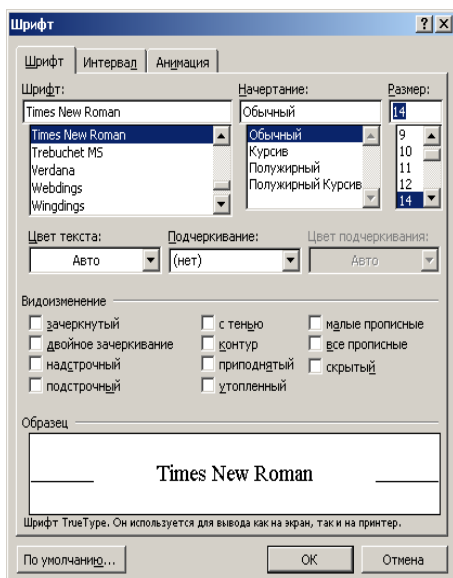 Шрифт
Шрифт Интервал Анимация
Шрифт: Начертание: Размер:
Times New Roman Обычный 14
Times New Roman Обычный 9
Trebuchet MS Курсив 10
Verdana Полужирный 11
Webdings Полужирный Курсив 12
Wingdings 14
Цвет текста: Подчеркивание: Цвет подчеркивания:
Авто (нет) Авто
Видоизменение
зачеркнутый с тенью малые прописные
двойное зачеркивание контур все прописные
надстрочный приподнятый скрытый
подстрочный утопленный
Образец
Times New Roman
Шрифт TrueType. Он используется для вывода как на экран, так и на принтер.
По умолчанию... ОК Отмена